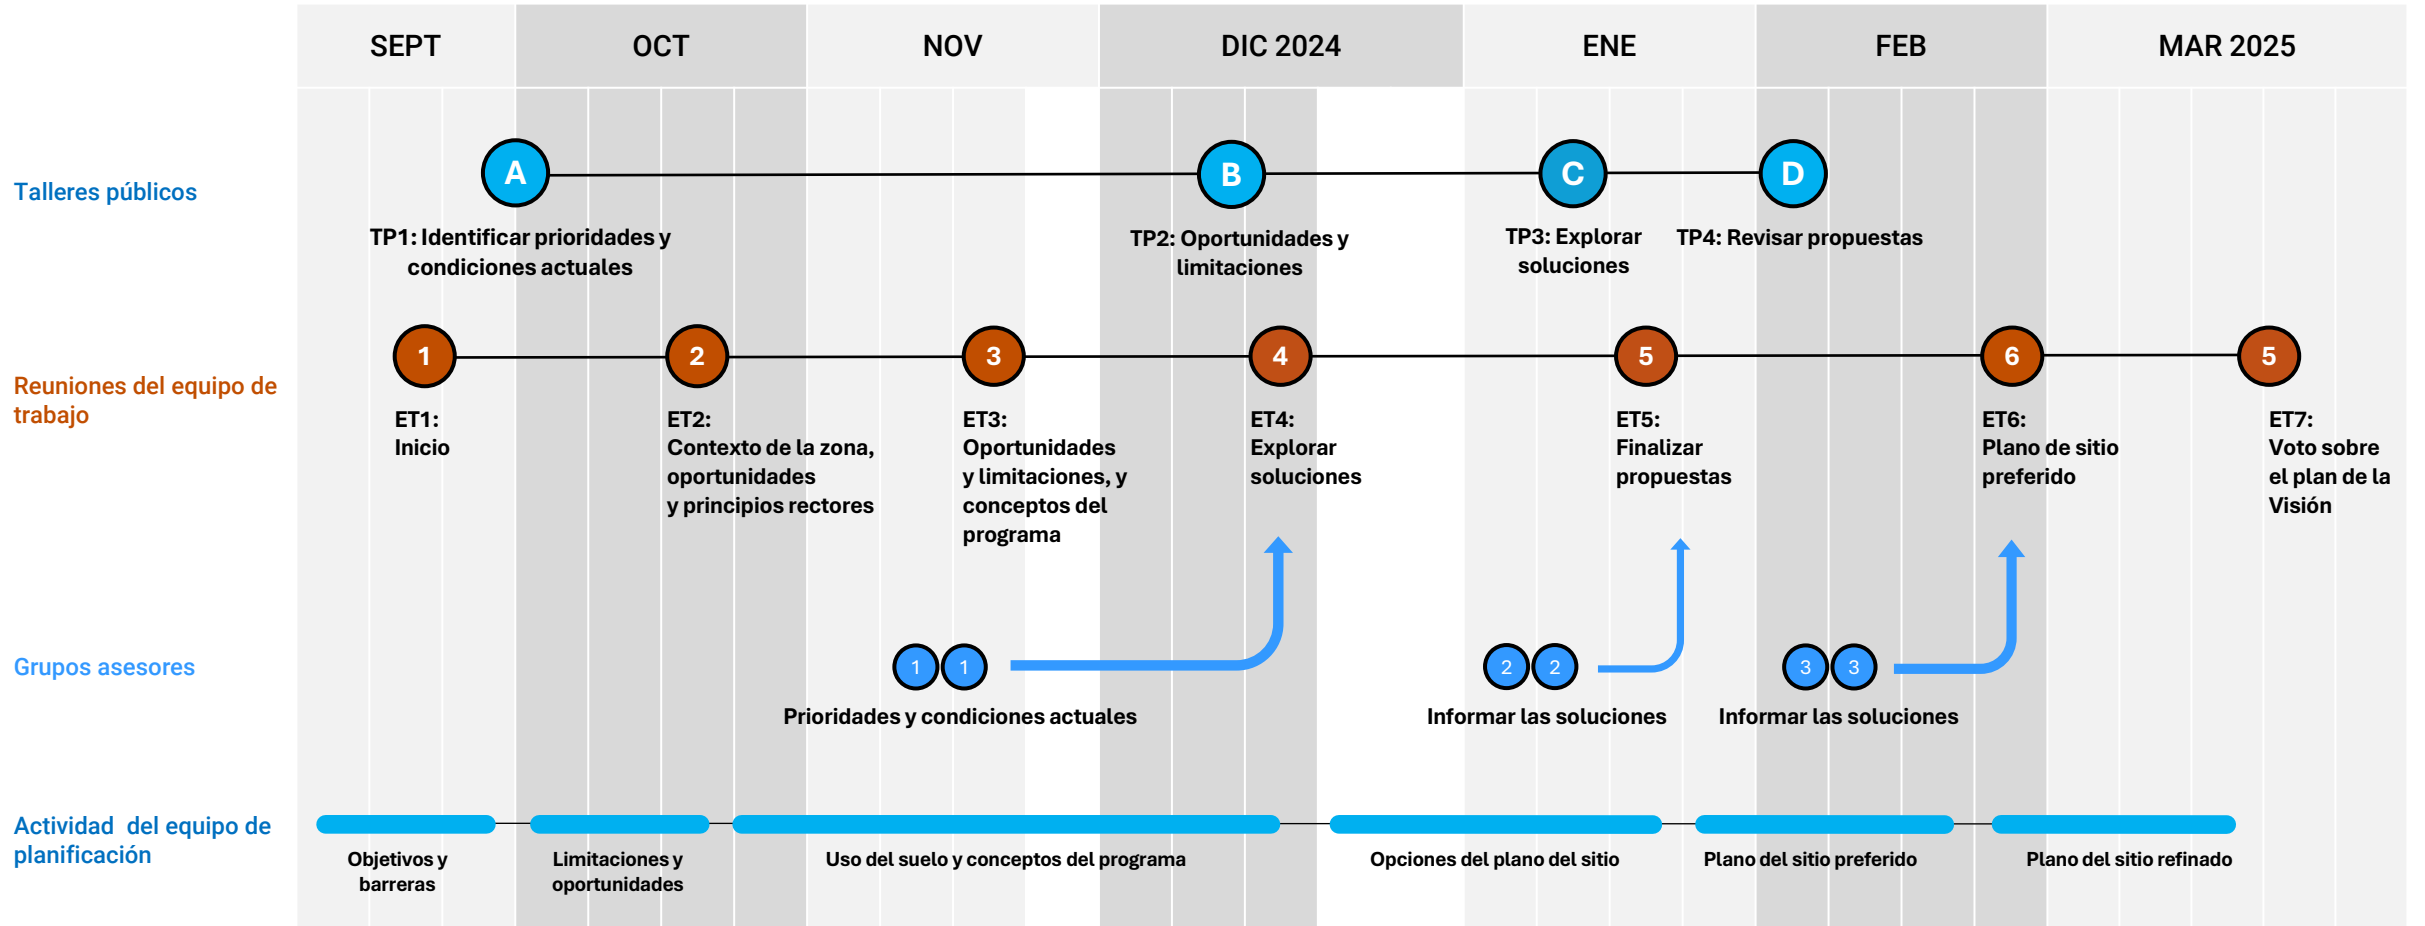 SEPT
OCT
NOV
DIC 2024
ENE
FEB
MAR 2025
Talleres públicos
A
B
C
D
TP1: Identificar prioridades y
condiciones actuales
TP2: Oportunidades y
limitaciones
TP3: Explorar
soluciones
TP4: Revisar propuestas
Reuniones del equipo de
trabajo
1
2
3
4
5
6
5
ET1:
Inicio
ET2:
Contexto de la zona,
oportunidades
y principios rectores
ET3:
Oportunidades
y limitaciones, y
conceptos del
programa
ET4:
Explorar
soluciones
ET5:
Finalizar
propuestas
ET6:
Plano de sitio
preferido
ET7:
Voto sobre
el plan de la
Visión
Grupos asesores
1
1
2
2
3
3
Prioridades y condiciones actuales
Informar las soluciones
Informar las soluciones
Actividad  del equipo de
planificación
Objetivos y
barreras
Limitaciones y
oportunidades
Uso del suelo y conceptos del programa
Opciones del plano del sitio
Plano del sitio preferido
Plano del sitio refinado